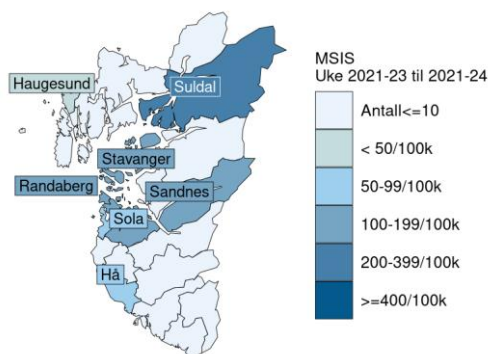 Haugesund
Suldal
Stavanger
Randaberg
Sandnes
Sola
Hå
MSIS
Uke 2021-23 til 2021-24
Antall<=10
< 50/100k
50-99/100k
100-199/100k
200-399/100k
>=400/100k